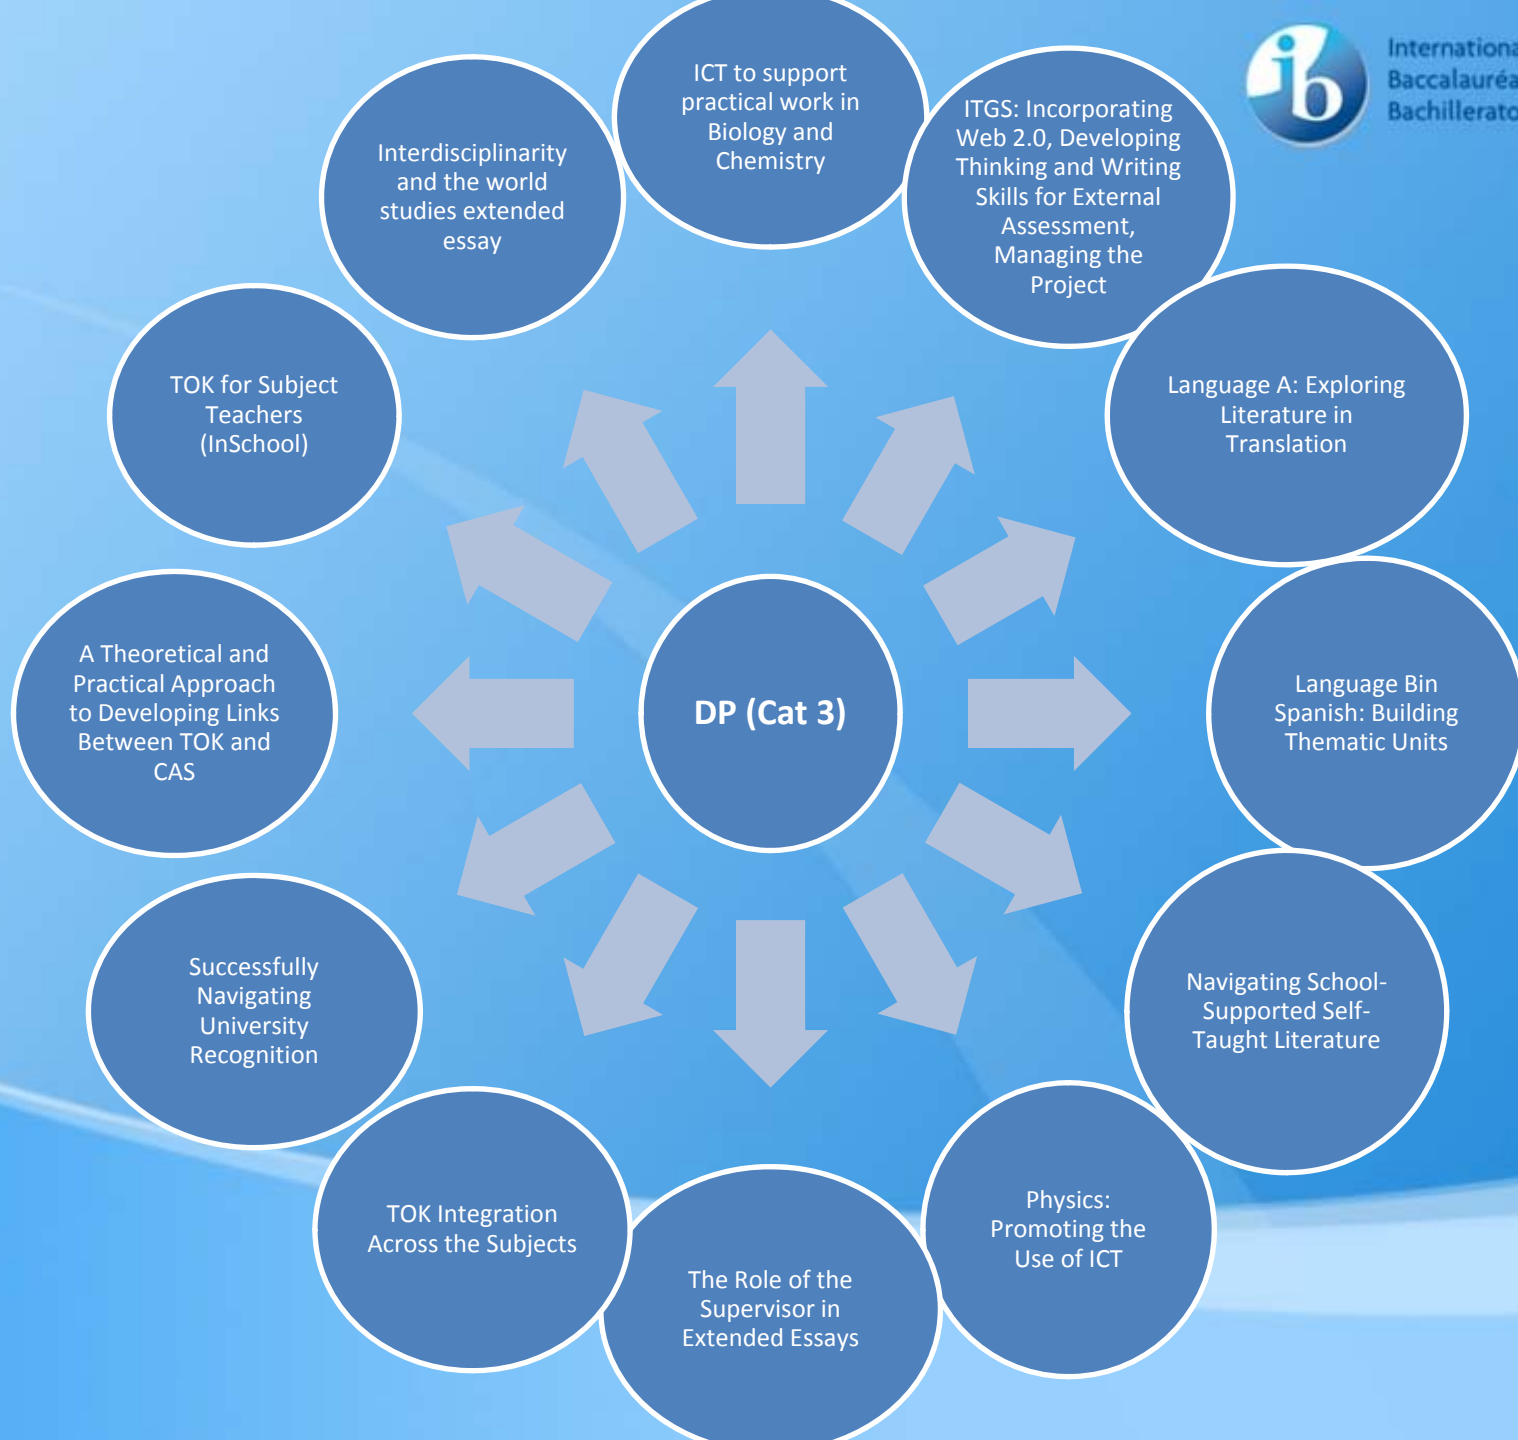 ICT to support
practical work in
Biology and
Chemistry
ITGS: Incorporating
Web 2.0, Developing
Thinking and Writing
Skills for External
Assessment,
Managing the
Project
Language A: Exploring
Literature in
Translation
Language Bin
Spanish: Building
Thematic Units
Navigating School-
Supported Self-
Taught Literature
Physics:
Promoting the
Use of ICT
The Role of the
Supervisor in
Extended Essays
TOK Integration
Across the Subjects
Successfully
Navigating
University
Recognition
A Theoretical and
Practical Approach
to Developing Links
Between TOK and
CAS
TOK for Subject
Teachers
(InSchool)
Interdisciplinarity
and the world
studies extended
essay
DP (Cat 3)
ib
Internationa
Baccalauréa
Bachillerato